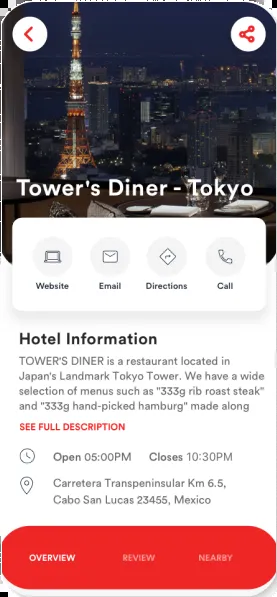 Tower's Diner - Tokyo
Website Email Directions Call
Hotel Information
TOWER'S DINER is a restaurant located in
Japan's Landmark Tokyo Tower. We have a wide
selection of menus such as "333g rib roast steak"
and "333g hand-picked hamburg" made along
SEE FULL DESCRIPTION
Open 05:00PM Closes 10:30PM
Carretera Transpeninsular Km 6.5,
Cabo San Lucas 23455, Mexico
OVERVIEW REVIEW NEARBY